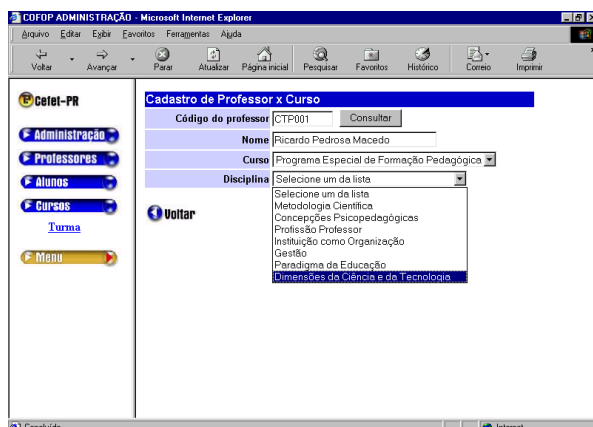 COFOP ADMINISTRAÇÃO - Microsoft Internet Explorer
Arquivo Editar Exibir Favoritos Ferramentas Ajuda
Voltar Avançar Parar Atualizar Página inicial Pesquisar Favoritos Histórico Correio Imprimir
Cefet-PR
Administração
Professores
Alunos
Cursos
Turma
Menu
Cadastro de Professor x Curso
Código do professor CTP001 Consultar
Nome Ricardo Pedrosa Macedo
Curso Programa Especial de Formação Pedagógica
Disciplina Selecione um da lista
Selecione um da lista
Metodologia Científica
Concepções Psicopedagógicas
Profissão Professor
Instituição como Organização
Gestão
Paradigma da Educação
Dimensões da Ciência e da Tecnologia
Voltar
Concluído Internet